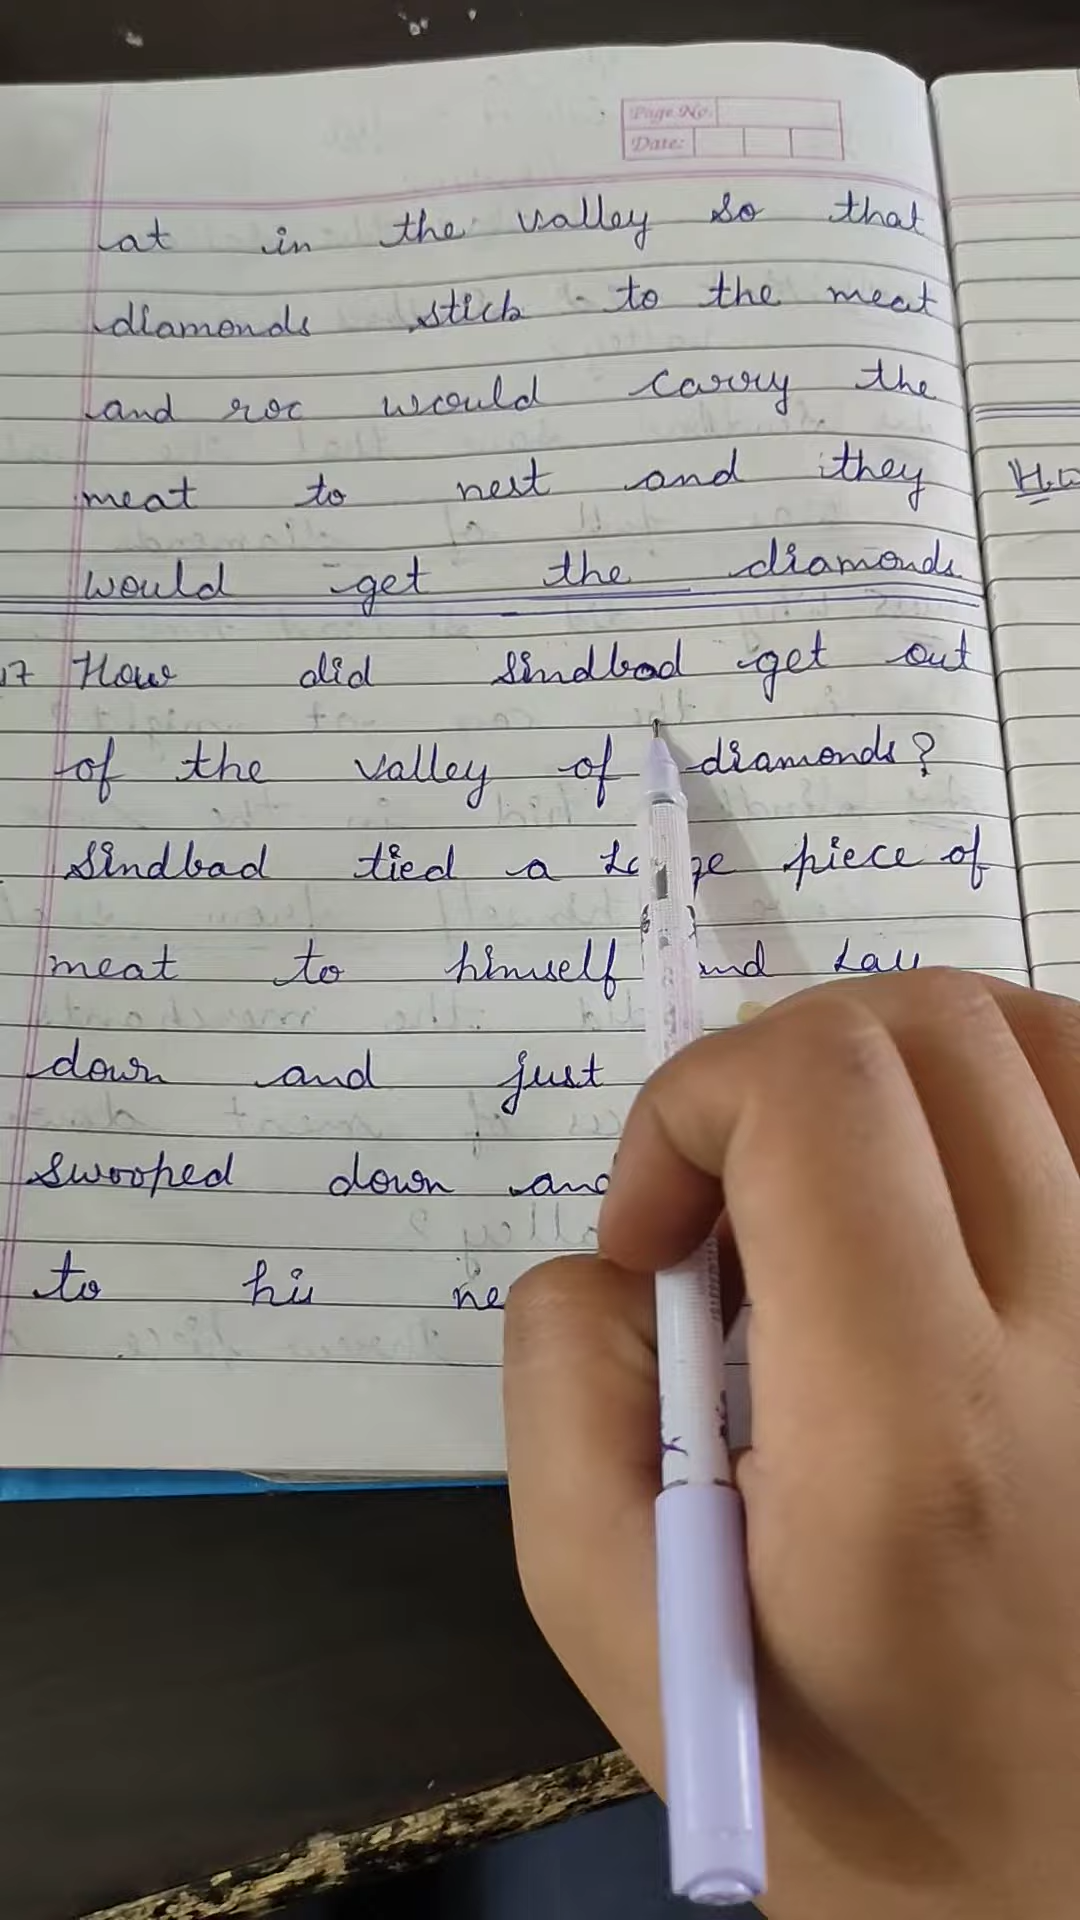 Page No.
Date:
at in the valley so that
diamonds stick to the meat
and roc would carry the
meat to nest and they
would get the diamonds
17 How did Sindbad get out
of the valley of diamonds?
Sindbad tied a piece of
meat to himself and lay
down and just
swooped down and
to his